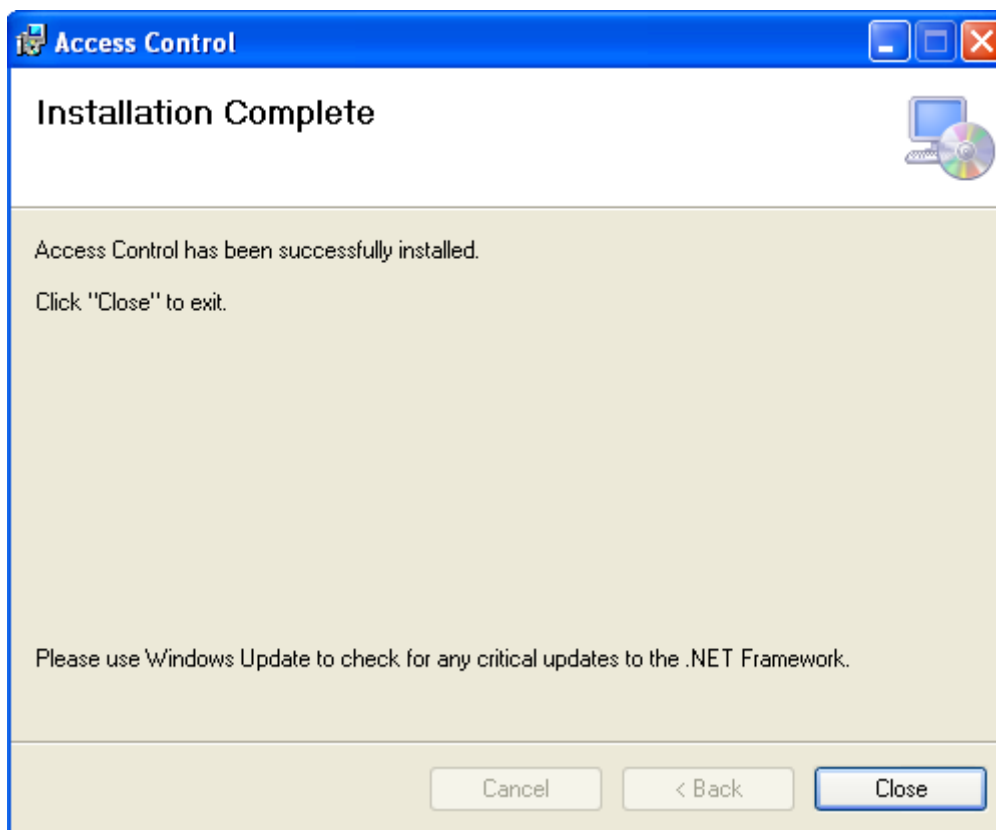 Access Control
Installation Complete
Access Control has been successfully installed.
Click "Close" to exit.
Please use Windows Update to check for any critical updates to the .NET Framework.
Cancel
< Back
Close